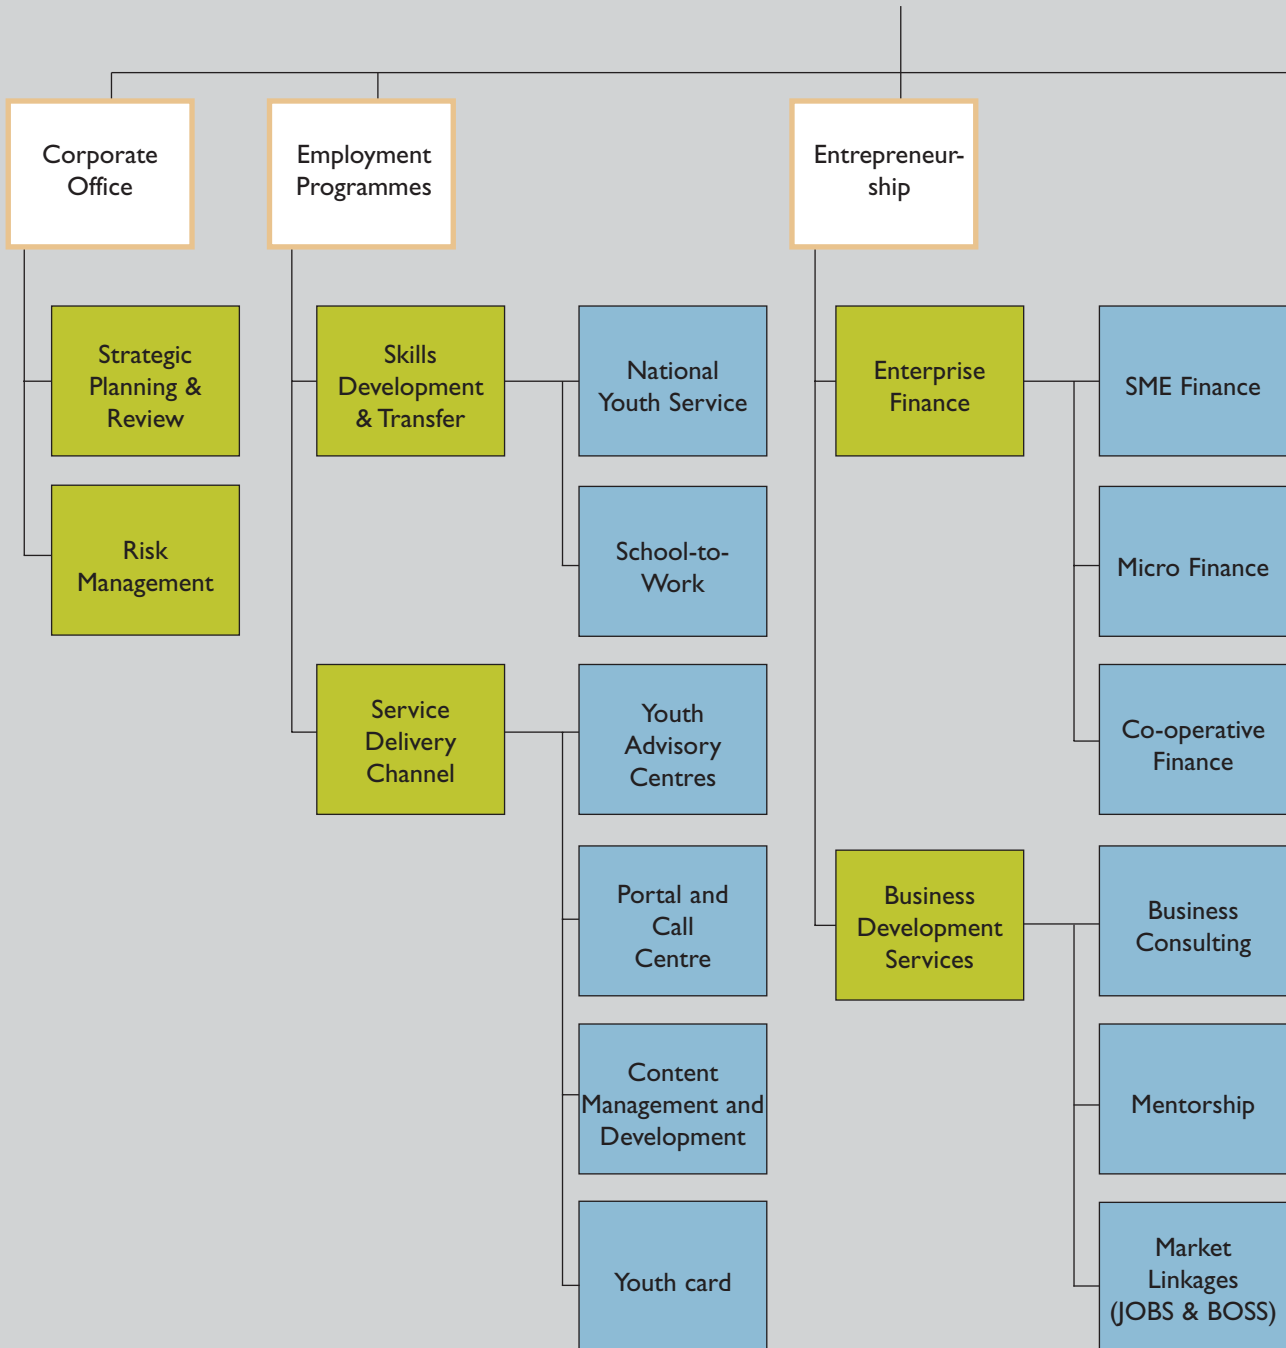 Corporate
Office
Employment
Programmes
Entrepreneur-
ship
Strategic
Planning &
Review
Risk
Management
Skills
Development
& Transfer
National
Youth Service
School-to-
Work
Service
Delivery
Channel
Youth
Advisory
Centres
Portal and
Call
Centre
Content
Management and
Development
Youth card
Enterprise
Finance
SME Finance
Micro Finance
Co-operative
Finance
Business
Development
Services
Business
Consulting
Mentorship
Market
Linkages
(JOBS & BOSS)